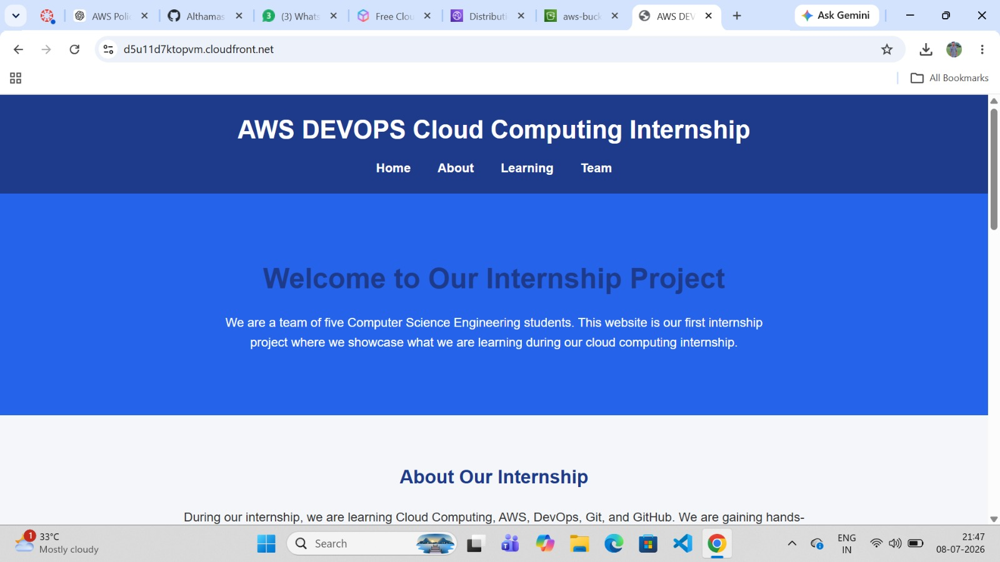 AWS Polic
Althamas
3
(3) Whats
Free Clou
Distributi
aws-buck
AWS DEV
Ask Gemini
d5u11d7ktopvm.cloudfront.net
All Bookmarks
AWS DEVOPS Cloud Computing Internship
Home About Learning Team
Welcome to Our Internship Project
We are a team of five Computer Science Engineering students. This website is our first internship
project where we showcase what we are learning during our cloud computing internship.
About Our Internship
During our internship, we are learning Cloud Computing, AWS, DevOps, Git, and GitHub. We are gaining hands-
1
33°C
Mostly cloudy
Search
ENG
IN
21:47
08-07-2026